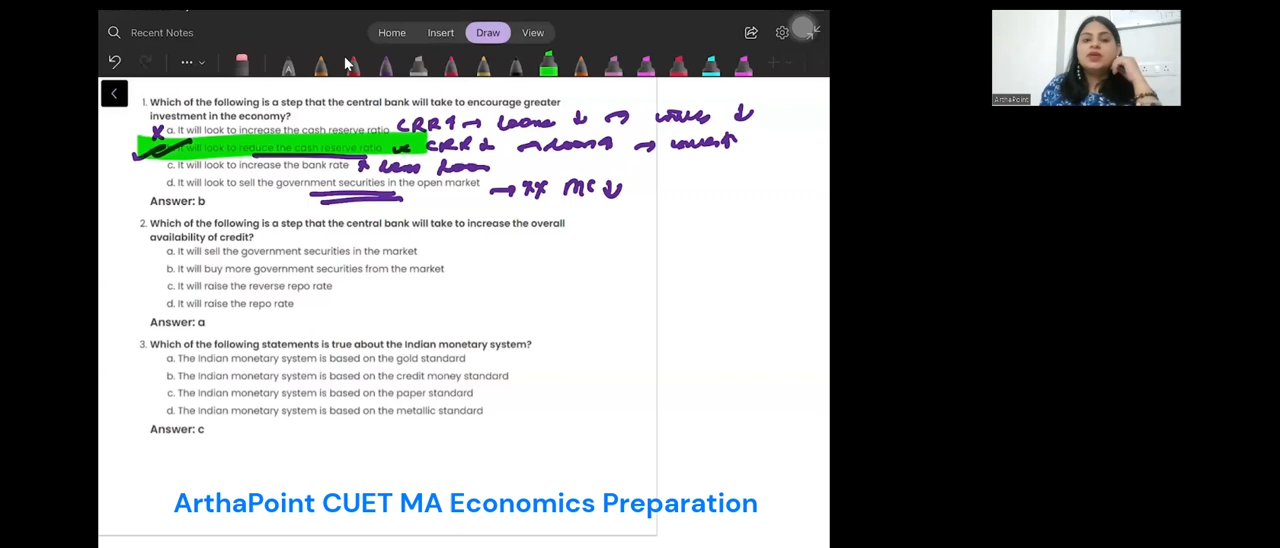 Recent Notes
Home Insert Draw View
ArthaPoint
1. Which of the following is a step that the central bank will take to encourage greater
investment in the economy?
a. It will look to increase the cash reserve ratio CRR↑ → loans ↓ →
It will look to reduce the cash reserve ratio CRR ↓ → loan↑ → invest
c. It will look to increase the bank rate x less loan
d. It will look to sell the government securities in the open market → xx ↓
Answer: b
2. Which of the following is a step that the central bank will take to increase the overall
availability of credit?
a. It will sell the government securities in the market
b. It will buy more government securities from the market
c. It will raise the reverse repo rate
d. It will raise the repo rate
Answer: a
3. Which of the following statements is true about the Indian monetary system?
a. The Indian monetary system is based on the gold standard
b. The Indian monetary system is based on the credit money standard
c. The Indian monetary system is based on the paper standard
d. The Indian monetary system is based on the metallic standard
Answer: c
ArthaPoint CUET MA Economics Preparation